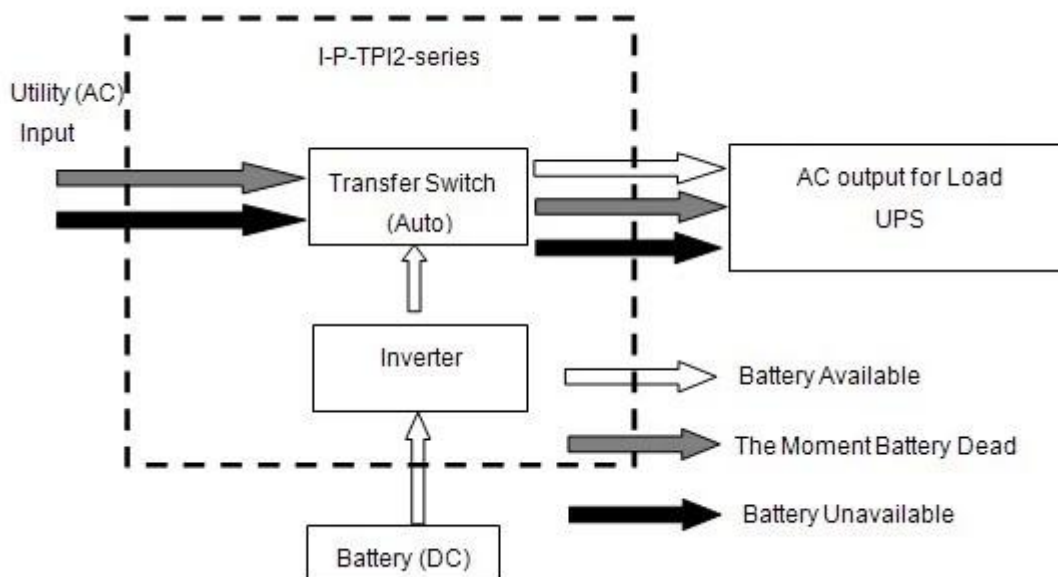 I-P-TPI2-series
Utility (AC)
Input
Transfer Switch
(Auto)
AC output for Load
UPS
Inverter
Battery Available
The Moment Battery Dead
Battery Unavailable
Battery (DC)